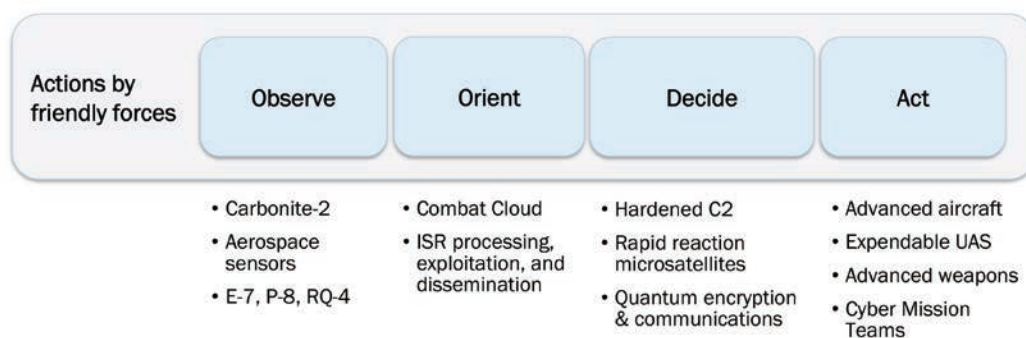 Actions by
friendly forces
Observe
Orient
Decide
Act
• Carbonite-2
• Aerospace
sensors
• E-7, P-8, RQ-4
• Combat Cloud
• ISR processing,
exploitation, and
dissemination
• Hardened C2
• Rapid reaction
microsatellites
• Quantum encryption
& communications
• Advanced aircraft
• Expendable UAS
• Advanced weapons
• Cyber Mission
Teams